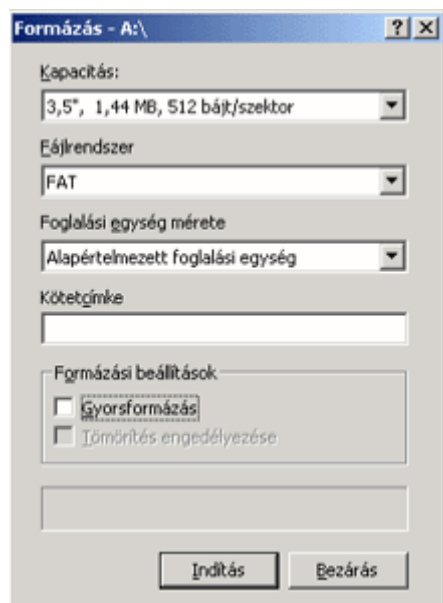 Formázás - A:\
Kapacitás:
3,5", 1,44 MB, 512 bájt/szektor
Fájlrendszer
FAT
Foglalási egység mérete
Alapértelmezett foglalási egység
Kötetcímke
Formázási beállítások
Gyorsformázás
Tömörítés engedélyezése
Indítás Bezárás